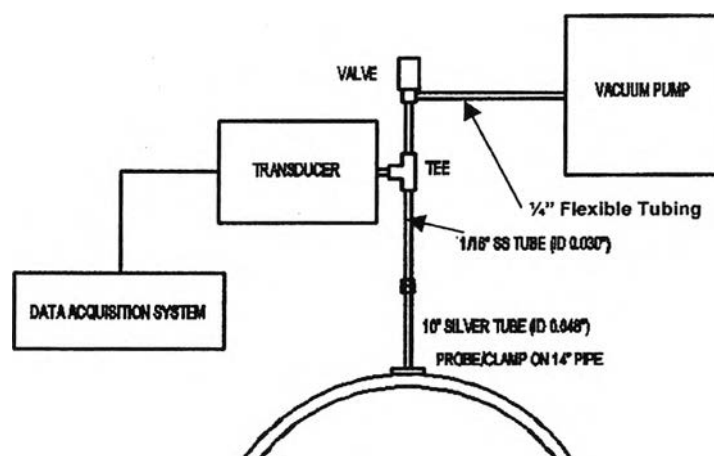 VALVE
VACUUM PUMP
TRANSDUCER
TEE
¼" Flexible Tubing
1/16" SS TUBE (ID 0.030")
DATA ACQUISITION SYSTEM
10" SILVER TUBE (ID 0.048")
PROBE/CLAMP ON 14" PIPE